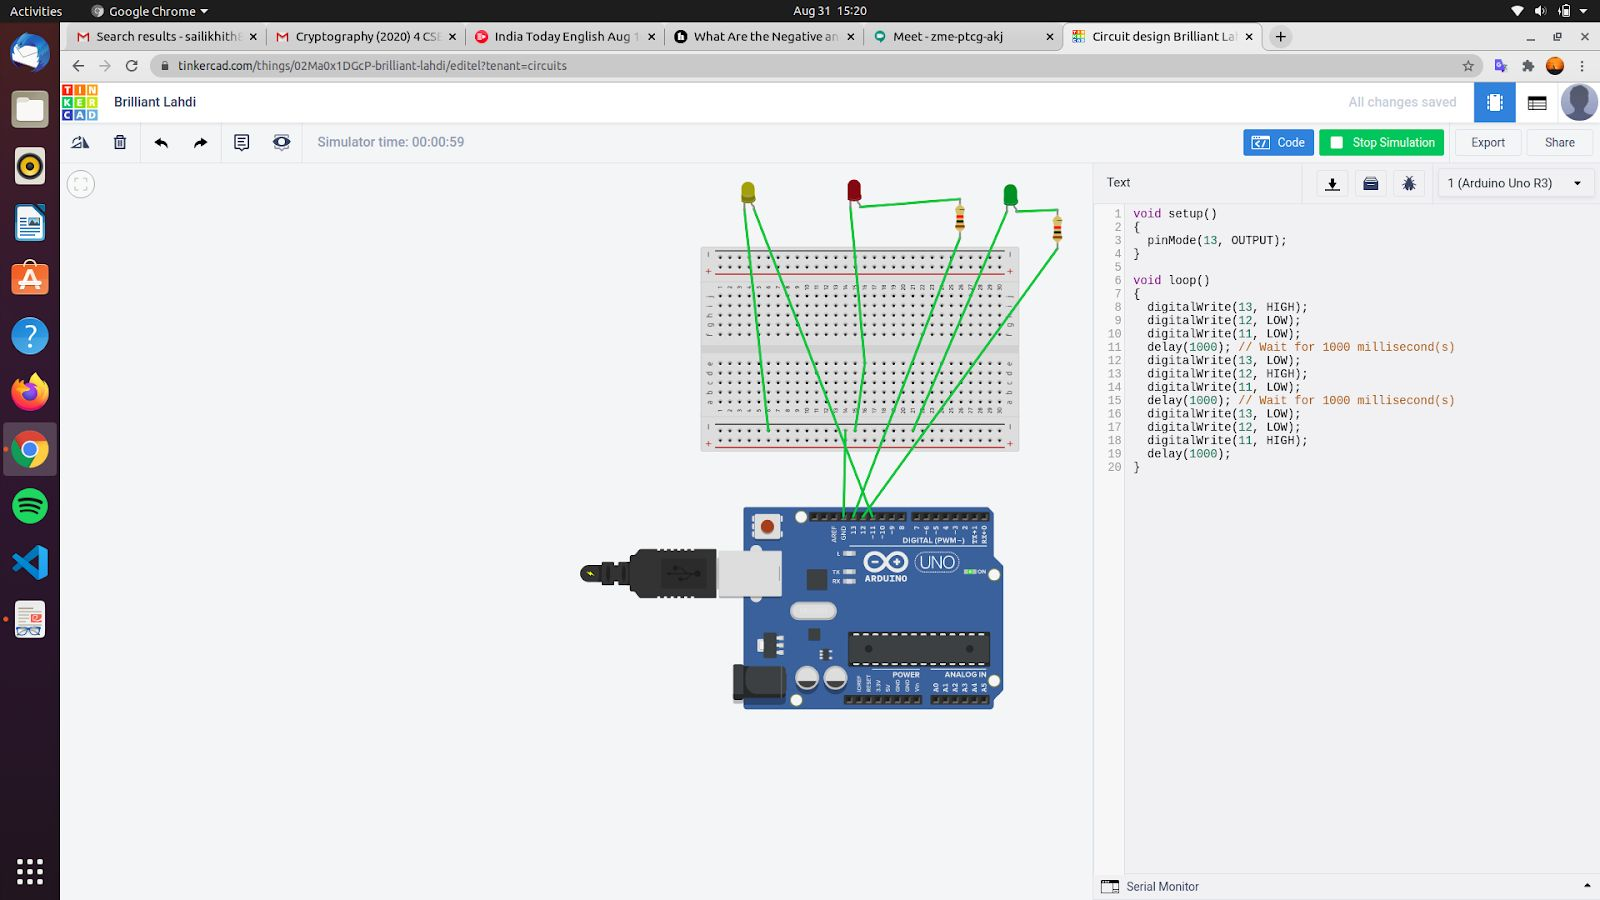 Activities
Google Chrome
Aug 31 15:20
Search results - sailikhith8
Cryptography (2020) 4 CSE
India Today English Aug 1
What Are the Negative an
Meet - zme-ptcg-akj
Circuit design Brilliant Lah
tinkercad.com/things/02Ma0x1DGcP-brilliant-lahdi/editel?tenant=circuits
TIN
KER
CAD
Brilliant Lahdi
All changes saved
Simulator time: 00:00:59
Code
Stop Simulation
Export
Share
Text
1 (Arduino Uno R3)
1 void setup()
2 {
3 pinMode(13, OUTPUT);
4 }
5
6 void loop()
7 {
8 digitalWrite(13, HIGH);
9 digitalWrite(12, LOW);
10 digitalWrite(11, LOW);
11 delay(1000); // Wait for 1000 millisecond(s)
12 digitalWrite(13, LOW);
13 digitalWrite(12, HIGH);
14 digitalWrite(11, LOW);
15 delay(1000); // Wait for 1000 millisecond(s)
16 digitalWrite(13, LOW);
17 digitalWrite(12, LOW);
18 digitalWrite(11, HIGH);
19 delay(1000);
20 }
AREF
GND
13
12
~11
~10
~9
8
7
~6
~5
4
~3
2
TX→1
RX←0
DIGITAL (PWM~)
L
TX
RX
UNO
ON
ARDUINO
POWER
ANALOG IN
IOREF
RESET
3.3V
5V
GND
GND
Vin
A0
A1
A2
A3
A4
A5
Serial Monitor